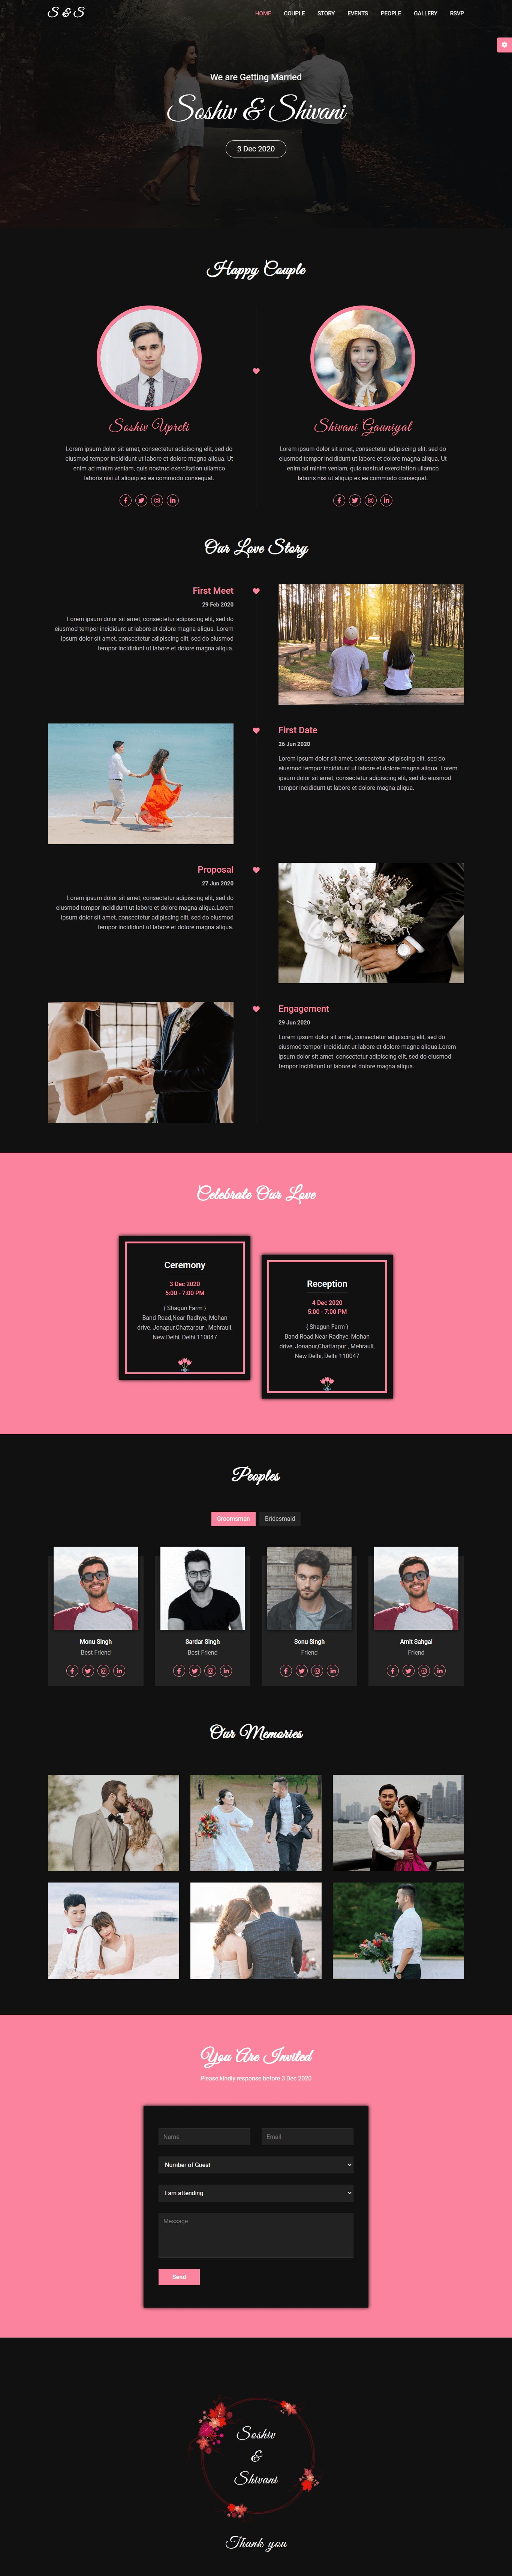 S & S
HOME COUPLE STORY EVENTS PEOPLE GALLERY RSVP
We are Getting Married
Soshiv & Shivani
3 Dec 2020
Happy Couple
Soshiv Upreti
Lorem ipsum dolor sit amet, consectetur adipiscing elit, sed do
eiusmod tempor incididunt ut labore et dolore magna aliqua. Ut
enim ad minim veniam, quis nostrud exercitation ullamco
laboris nisi ut aliquip ex ea commodo consequat.
Shivani Gauniyal
Lorem ipsum dolor sit amet, consectetur adipiscing elit, sed do
eiusmod tempor incididunt ut labore et dolore magna aliqua. Ut
enim ad minim veniam, quis nostrud exercitation ullamco
laboris nisi ut aliquip ex ea commodo consequat.
Our Love Story
First Meet
29 Feb 2020
Lorem ipsum dolor sit amet, consectetur adipiscing elit, sed do
eiusmod tempor incididunt ut labore et dolore magna aliqua. Lorem
ipsum dolor sit amet, consectetur adipiscing elit, sed do eiusmod
tempor incididunt ut labore et dolore magna aliqua.
First Date
26 Jun 2020
Lorem ipsum dolor sit amet, consectetur adipiscing elit, sed do
eiusmod tempor incididunt ut labore et dolore magna aliqua. Lorem
ipsum dolor sit amet, consectetur adipiscing elit, sed do eiusmod
tempor incididunt ut labore et dolore magna aliqua.
Proposal
27 Jun 2020
Lorem ipsum dolor sit amet, consectetur adipiscing elit, sed do
eiusmod tempor incididunt ut labore et dolore magna aliqua.Lorem
ipsum dolor sit amet, consectetur adipiscing elit, sed do eiusmod
tempor incididunt ut labore et dolore magna aliqua.
Engagement
29 Jun 2020
Lorem ipsum dolor sit amet, consectetur adipiscing elit, sed do
eiusmod tempor incididunt ut labore et dolore magna aliqua.Lorem
ipsum dolor sit amet, consectetur adipiscing elit, sed do eiusmod
tempor incididunt ut labore et dolore magna aliqua.
Celebrate Our Love
Ceremony
3 Dec 2020
5:00 - 7:00 PM
( Shagun Farm )
Band Road,Near Radhye, Mohan
drive, Jonapur,Chattarpur , Mehrauli,
New Delhi, Delhi 110047
Reception
4 Dec 2020
5:00 - 7:00 PM
( Shagun Farm )
Band Road,Near Radhye, Mohan
drive, Jonapur,Chattarpur , Mehrauli,
New Delhi, Delhi 110047
Peoples
Groomsmen Bridesmaid
Monu Singh
Best Friend
Sardar Singh
Best Friend
Sonu Singh
Friend
Amit Sahgal
Friend
Our Memories
You Are Invited
Please kindly response before 3 Dec 2020
Name Email
Number of Guest
I am attending
Message
Send
Soshiv
&
Shivani
Thank you